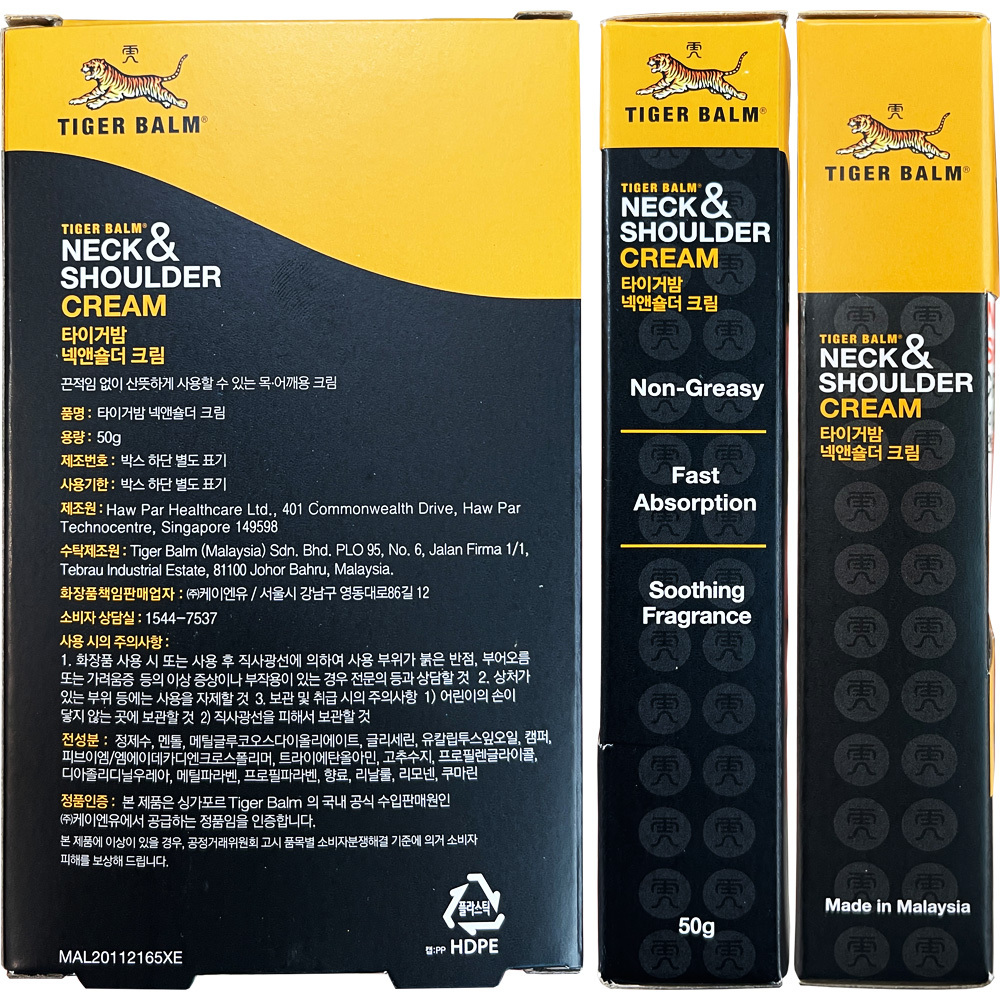 TIGER BALM®
TIGER BALM®
NECK &
SHOULDER
CREAM
타이거밤
넥앤숄더 크림
끈적임 없이 산뜻하게 사용할 수 있는 목·어깨용 크림
품명 : 타이거밤 넥앤숄더 크림
용량 : 50g
제조번호 : 박스 하단 별도 표기
사용기한 : 박스 하단 별도 표기
제조원 : Haw Par Healthcare Ltd., 401 Commonwealth Drive, Haw Par
Technocentre, Singapore 149598
수탁제조원 : Tiger Balm (Malaysia) Sdn. Bhd. PLO 95, No. 6, Jalan Firma 1/1,
Tebrau Industrial Estate, 81100 Johor Bahru, Malaysia.
화장품책임판매업자 : ㈜케이엔유 / 서울시 강남구 영동대로86길 12
소비자 상담실 : 1544-7537
사용 시의 주의사항 :
1. 화장품 사용 시 또는 사용 후 직사광선에 의하여 사용 부위가 붉은 반점, 부어오름
또는 가려움증 등의 이상 증상이나 부작용이 있는 경우 전문의 등과 상담할 것 2. 상처가
있는 부위 등에는 사용을 자제할 것 3. 보관 및 취급 시의 주의사항 1) 어린이의 손이
닿지 않는 곳에 보관할 것 2) 직사광선을 피해서 보관할 것
전성분 : 정제수, 멘톨, 메틸글루코오스다이올리에이트, 글리세린, 유칼립투스잎오일, 캠퍼,
피브이엠/엠에이데카디엔크로스폴리머, 트라이에탄올아민, 고추수지, 프로필렌글라이콜,
디아졸리디닐우레아, 메틸파라벤, 프로필파라벤, 향료, 리날룰, 리모넨, 쿠마린
정품인증 : 본 제품은 싱가포르 Tiger Balm 의 국내 공식 수입판매원인
㈜케이엔유에서 공급하는 정품임을 인증합니다.
본 제품에 이상이 있을 경우, 공정거래위원회 고시 품목별 소비자분쟁해결 기준에 의거 소비자
피해를 보상해 드립니다.
플라스틱
캡:PP HDPE
MAL20112165XE
TIGER BALM®
TIGER BALM®
NECK &
SHOULDER
CREAM
타이거밤
넥앤숄더 크림
Non-Greasy
Fast
Absorption
Soothing
Fragrance
50g
TIGER BALM®
TIGER BALM®
NECK &
SHOULDER
CREAM
타이거밤
넥앤숄더 크림
Made in Malaysia